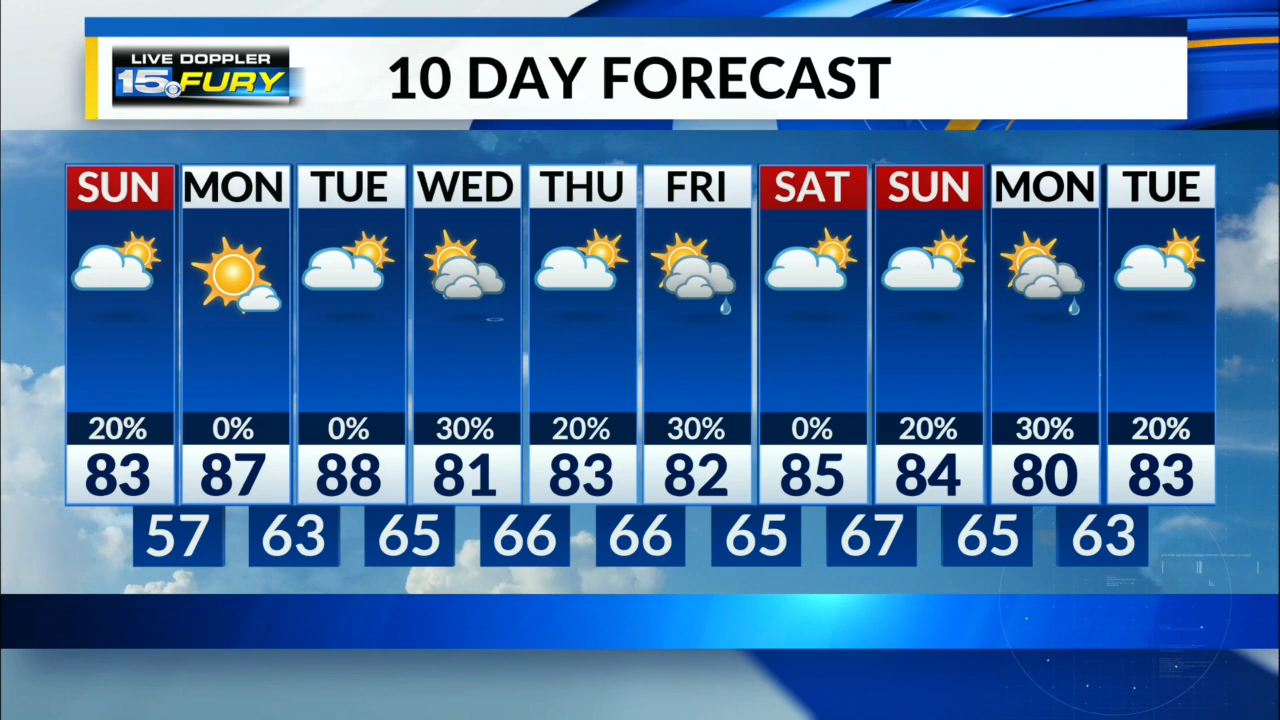 LIVE DOPPLER
15 FURY
10 DAY FORECAST
SUN MON TUE WED THU FRI SAT SUN MON TUE
20% 0% 0% 30% 20% 30% 0% 20% 30% 20%
83 87 88 81 83 82 85 84 80 83
57 63 65 66 66 65 67 65 63